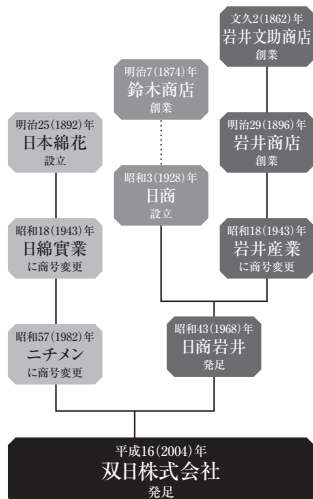 文久2(1862)年
岩井文助商店
創業
明治7(1874)年
鈴木商店
創業
明治25(1892)年
日本綿花
設立
明治29(1896)年
岩井商店
創業
昭和3(1928)年
日商
設立
昭和18(1943)年
日綿實業
に商号変更
昭和18(1943)年
岩井産業
に商号変更
昭和57(1982)年
ニチメン
に商号変更
昭和43(1968)年
日商岩井
発足
平成16(2004)年
双日株式会社
発足